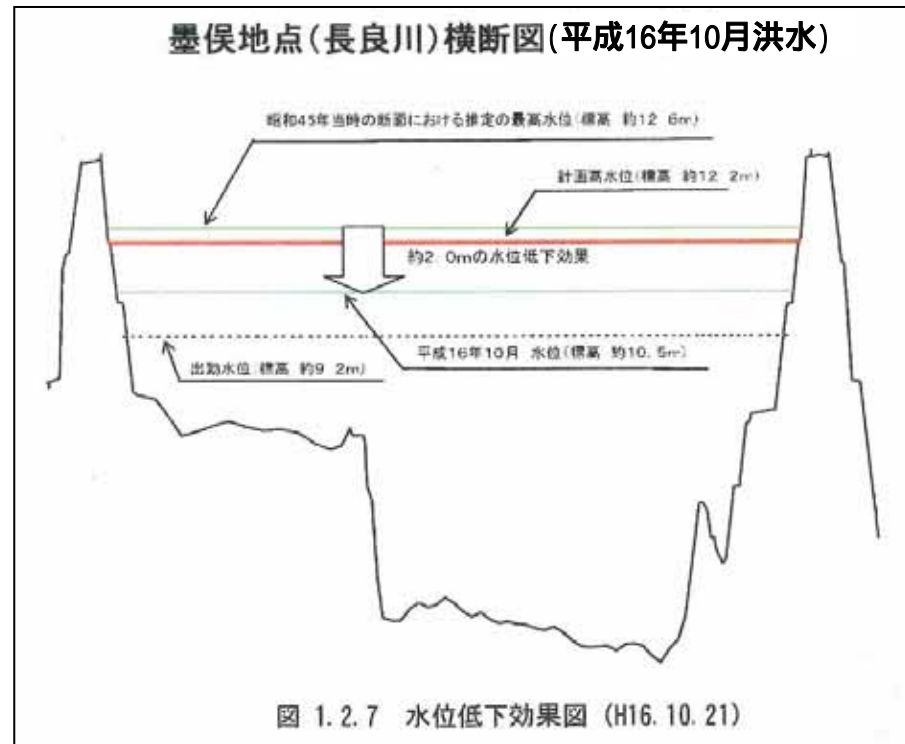 墨俣地点(長良川)横断図(平成16年10月洪水)
昭和45年当時の断面における推定の最高水位(標高 約12 6m)
計画高水位(標高 約12 2m)
約2 0mの水位低下効果
平成16年10月 水位(標高 約10.5m)
出動水位(標高 約9 2m)
図 1.2.7 水位低下効果図 (H16.10.21)